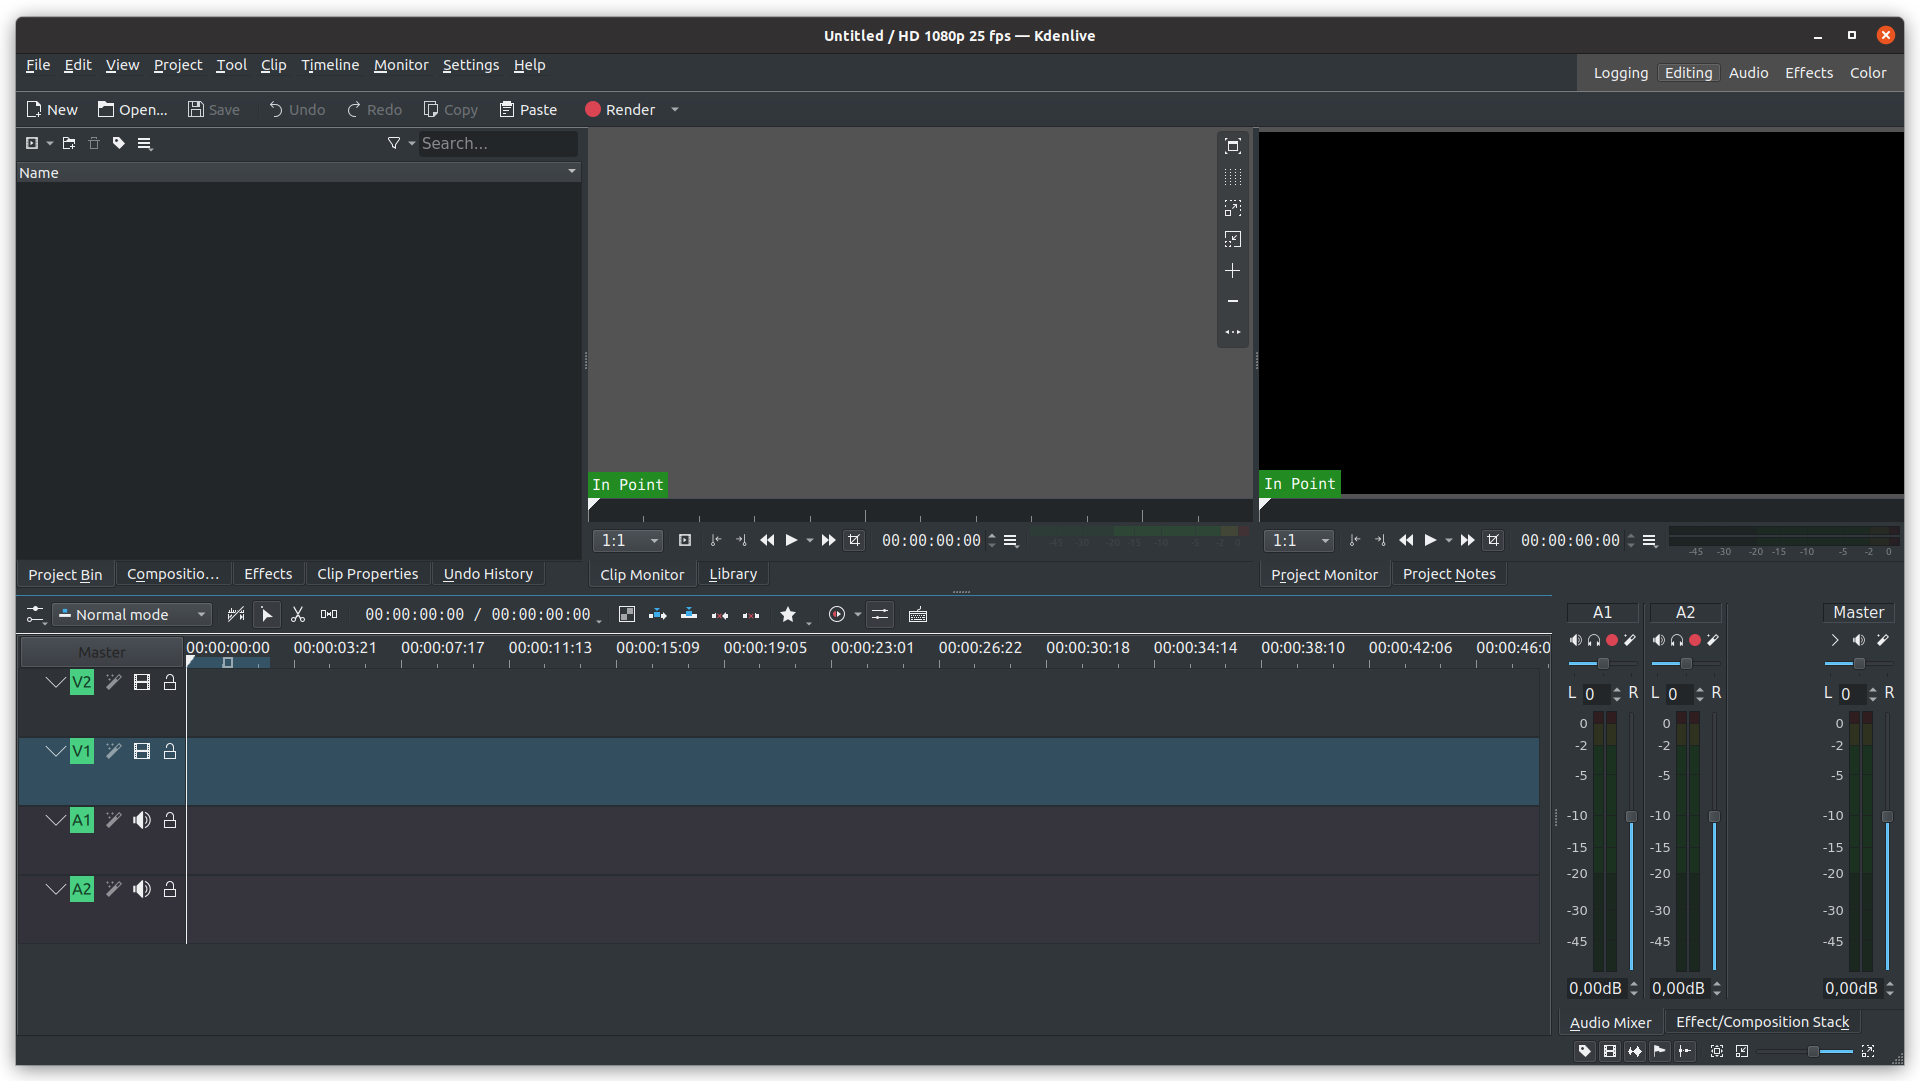 Untitled / HD 1080p 25 fps — Kdenlive
File Edit View Project Tool Clip Timeline Monitor Settings Help
Logging Editing Audio Effects Color
New Open... Save Undo Redo Copy Paste Render
Search...
Name
In Point
In Point
1:1 00:00:00:00 -45 -30 -20 -15 -10 -5 -2 0
1:1 00:00:00:00 -45 -30 -20 -15 -10 -5 -2 0
Project Bin Compositio... Effects Clip Properties Undo History
Clip Monitor Library
Project Monitor Project Notes
Normal mode 00:00:00:00 / 00:00:00:00
Master 00:00:00:00 00:00:03:21 00:00:07:17 00:00:11:13 00:00:15:09 00:00:19:05 00:00:23:01 00:00:26:22 00:00:30:18 00:00:34:14 00:00:38:10 00:00:42:06 00:00:46:0
V2
V1
A1
A2
A1 A2 Master
L 0 R L 0 R L 0 R
0 0 0
-2 -2 -2
-5 -5 -5
-10 -10 -10
-15 -15 -15
-20 -20 -20
-30 -30 -30
-45 -45 -45
0,00dB 0,00dB 0,00dB
Audio Mixer Effect/Composition Stack